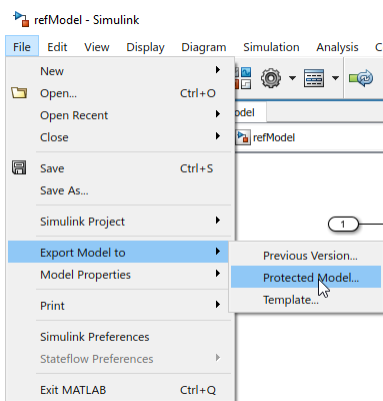 refModel - Simulink
File Edit View Display Diagram Simulation Analysis C
New
Open... Ctrl+O
Open Recent
Close
odel
refModel
Save Ctrl+S
Save As...
Simulink Project
1
Export Model to
Previous Version...
Model Properties
Protected Model...
Template...
Print
Simulink Preferences
Stateflow Preferences
Exit MATLAB Ctrl+Q